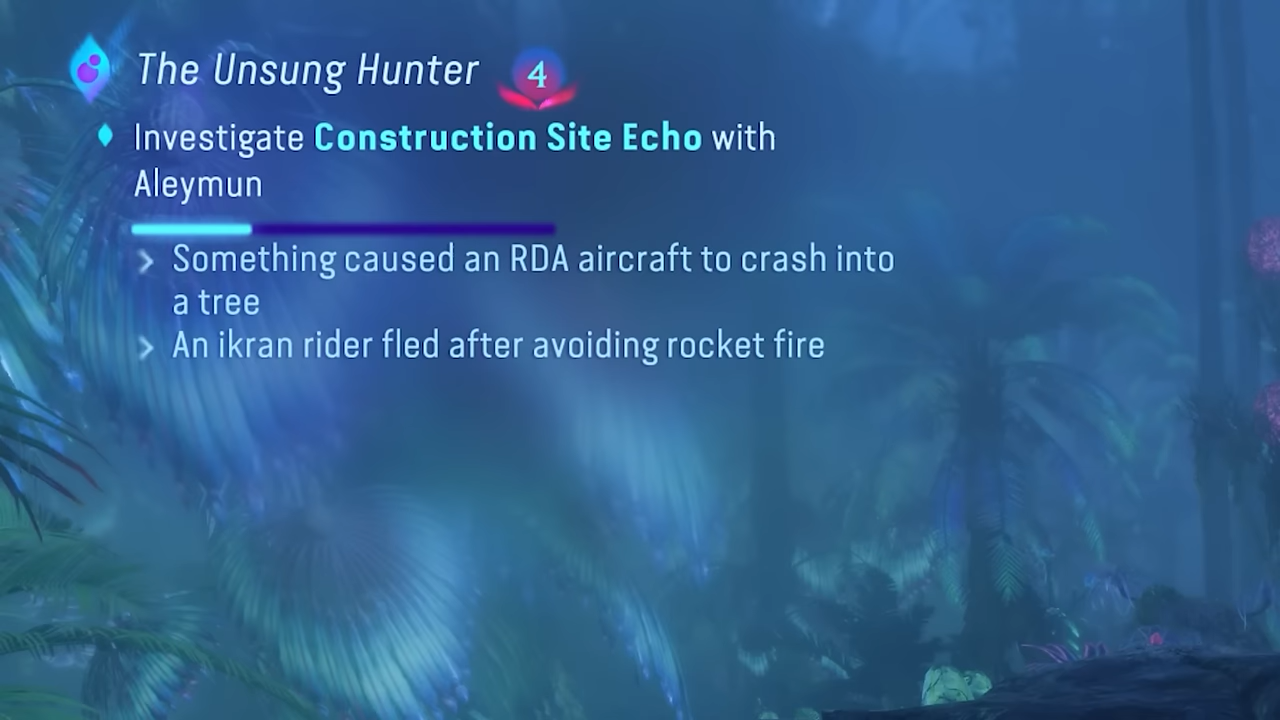 The Unsung Hunter 4
Investigate Construction Site Echo with
Aleymun
Something caused an RDA aircraft to crash into
a tree
An ikran rider fled after avoiding rocket fire